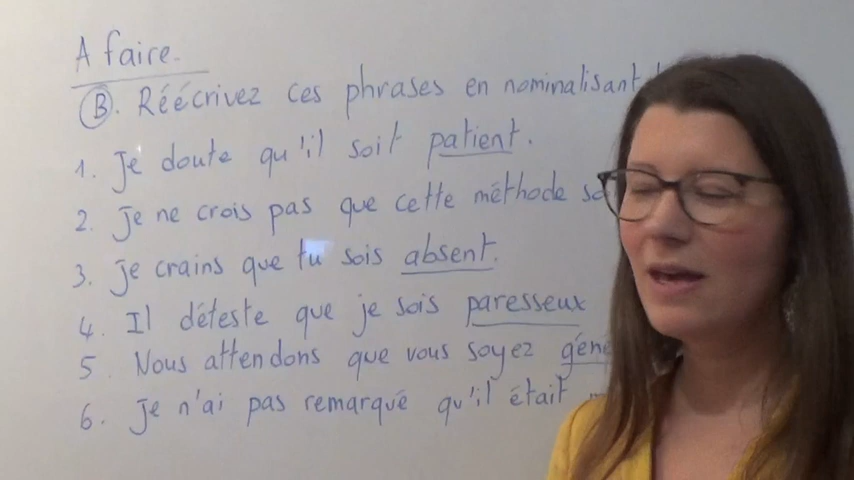 A faire.
B. Réécrivez ces phrases en nominalisant
1. Je doute qu'il soit patient.
2. Je ne crois pas que cette méthode
3. Je crains que tu sois absent.
4. Il déteste que je sois paresseux
5. Nous attendons que vous soyez
6. Je n'ai pas remarqué qu'il était